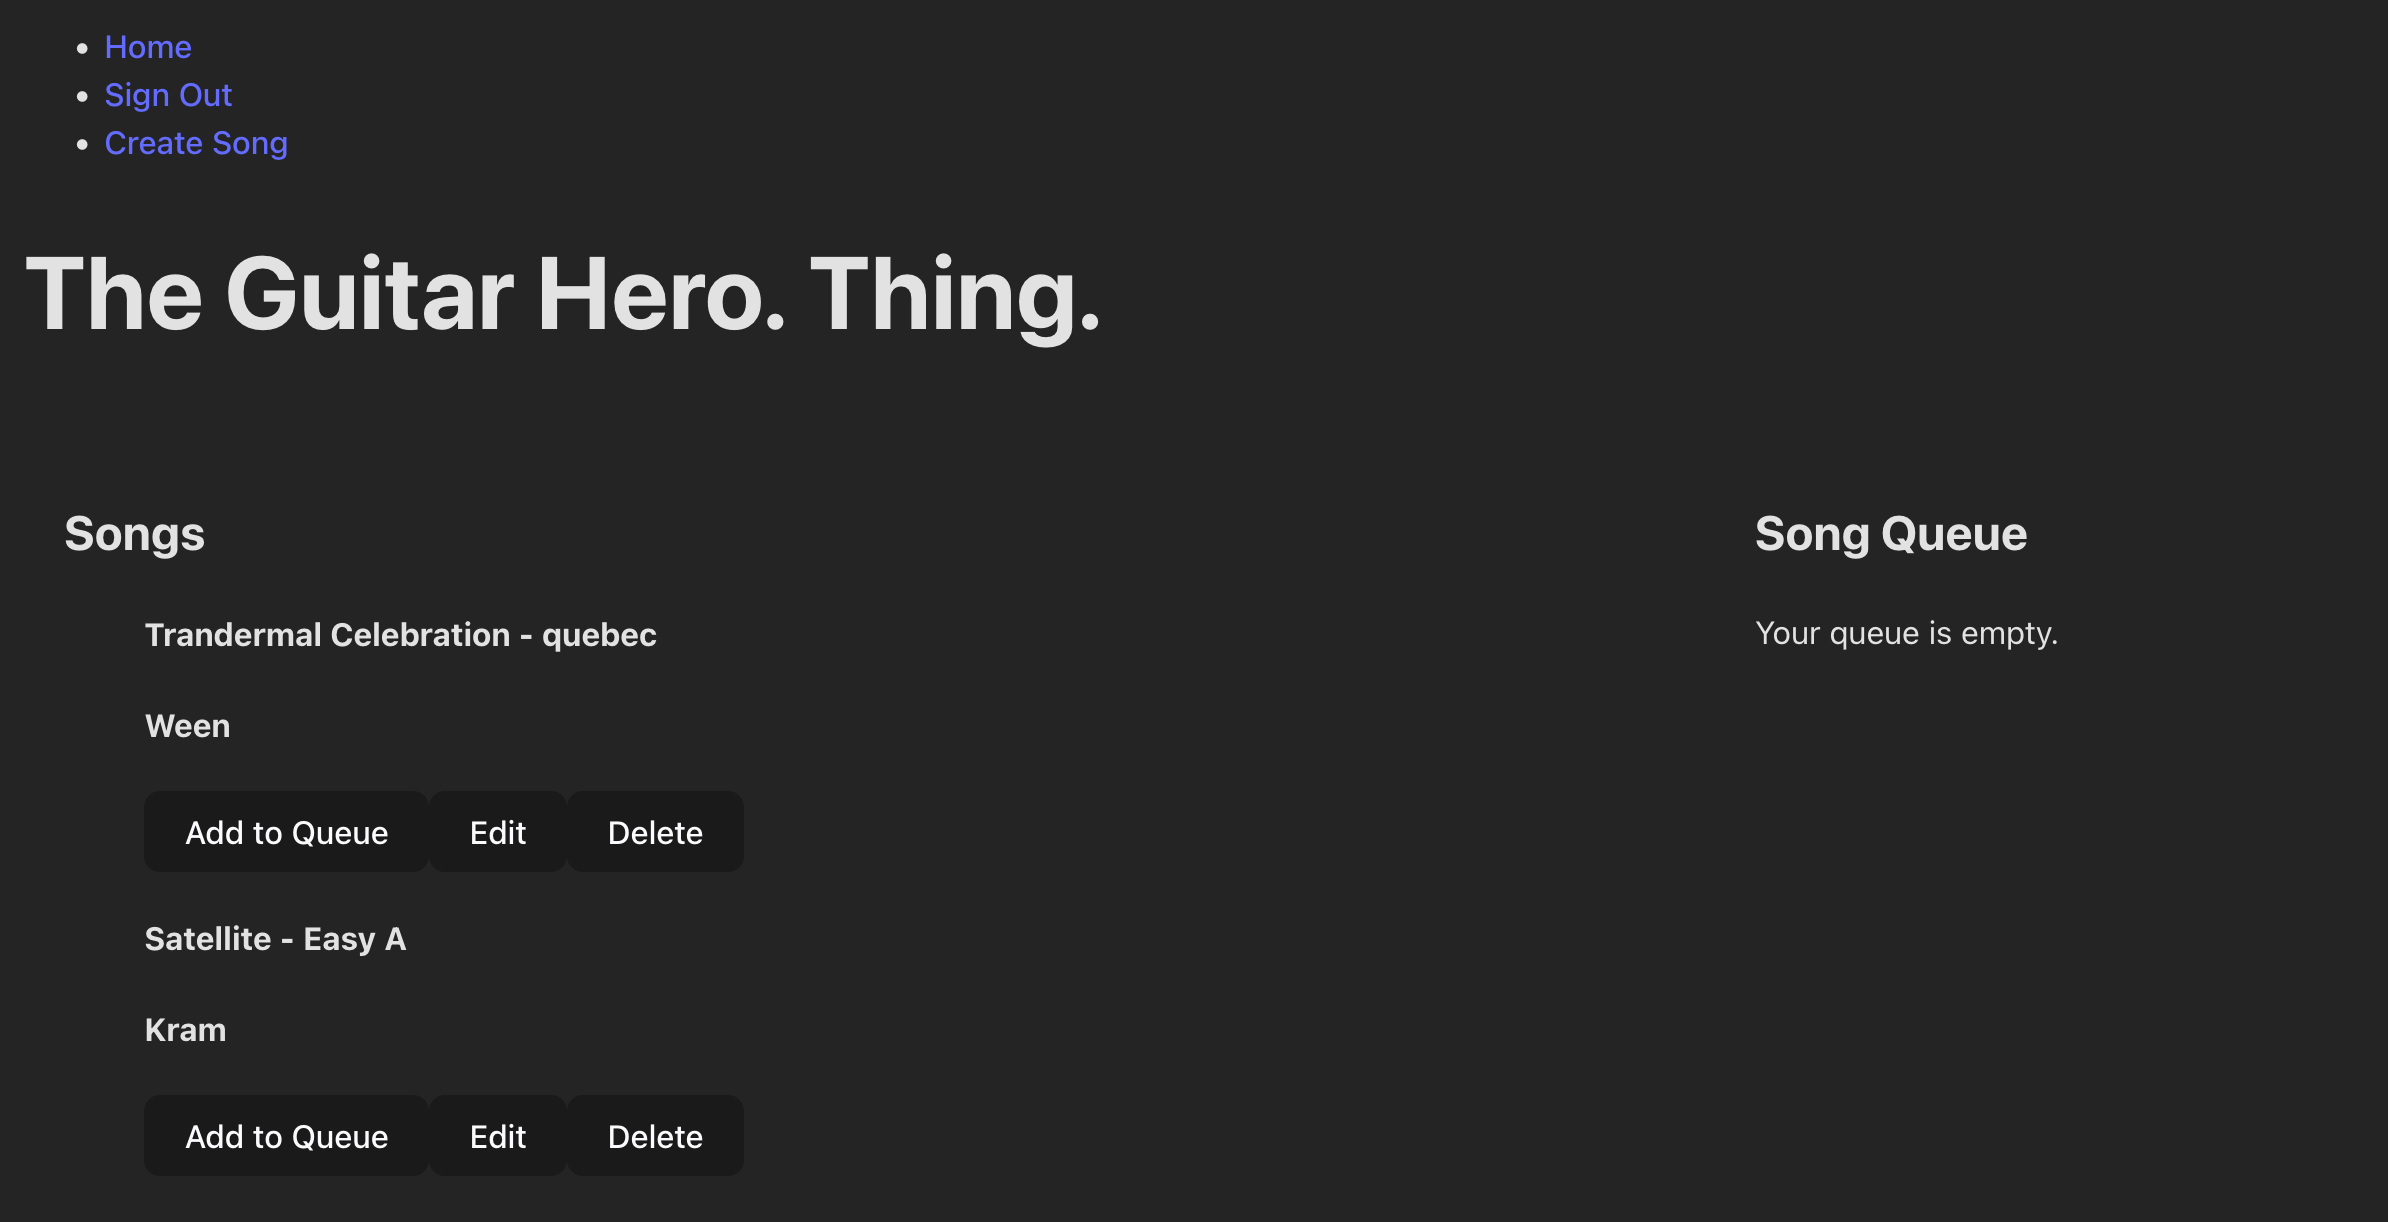 Home
Sign Out
Create Song
The Guitar Hero. Thing.
Songs
Trandermal Celebration - quebec
Ween
Add to Queue Edit Delete
Satellite - Easy A
Kram
Add to Queue Edit Delete
Song Queue
Your queue is empty.